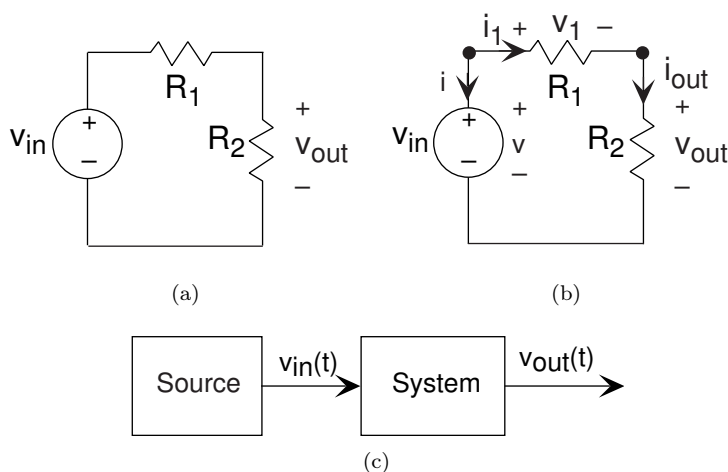 R1
vin
+
–
R2
+
vout
–
(a)
i1 + v1 –
i
R1
iout
vin
+
–
+
v
–
R2
+
vout
–
(b)
Source
vin(t)
System
vout(t)
(c)